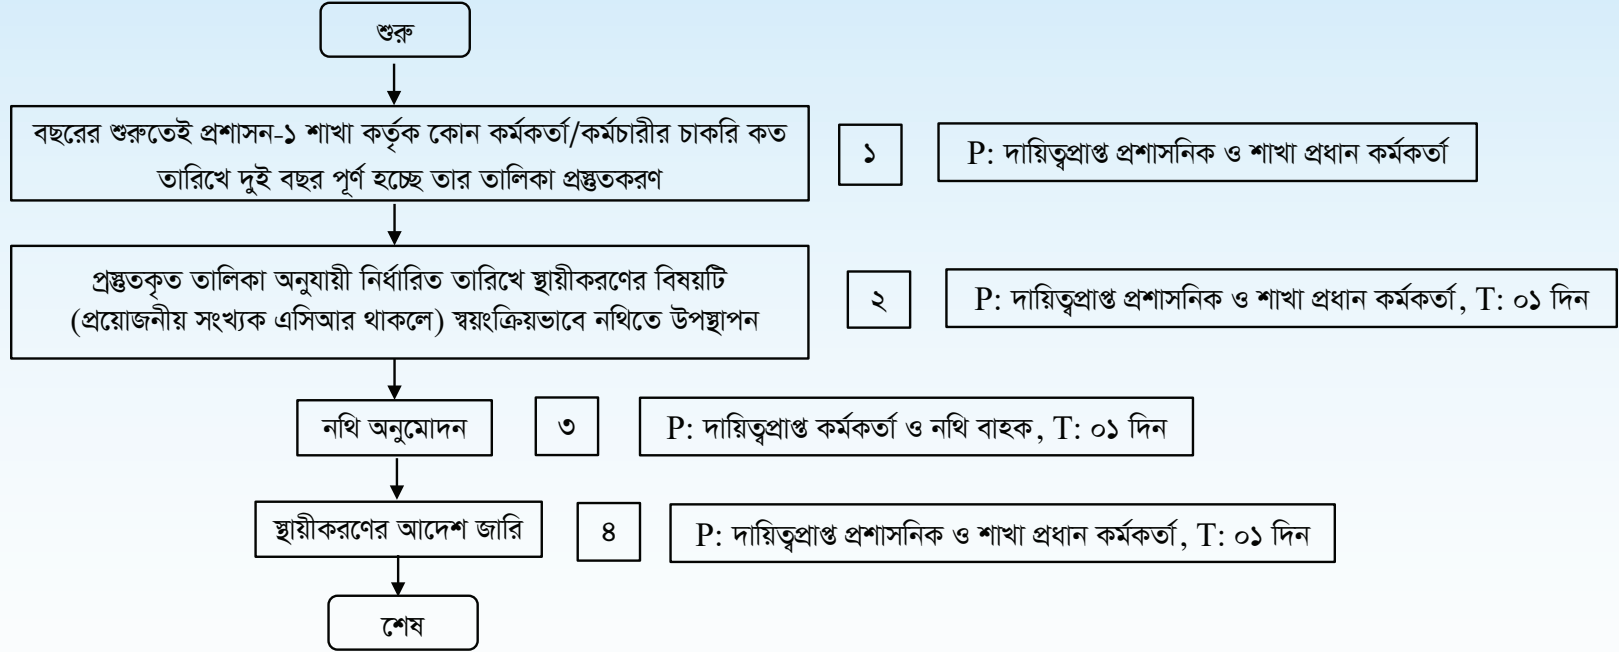 শুরু
বছরের শুরুতেই প্রশাসন-১ শাখা কর্তৃক কোন কর্মকর্তা/কর্মচারীর চাকরি কত
তারিখে দুই বছর পূর্ণ হচ্ছে তার তালিকা প্রস্তুতকরণ
১
P: দায়িত্বপ্রাপ্ত প্রশাসনিক ও শাখা প্রধান কর্মকর্তা
প্রস্তুতকৃত তালিকা অনুযায়ী নির্ধারিত তারিখে স্থায়ীকরণের বিষয়টি
(প্রয়োজনীয় সংখ্যক এসিআর থাকলে) স্বয়ংক্রিয়ভাবে নথিতে উপস্থাপন
২
P: দায়িত্বপ্রাপ্ত প্রশাসনিক ও শাখা প্রধান কর্মকর্তা, T: ০১ দিন
নথি অনুমোদন
৩
P: দায়িত্বপ্রাপ্ত কর্মকর্তা ও নথি বাহক, T: ০১ দিন
স্থায়ীকরণের আদেশ জারি
৪
P: দায়িত্বপ্রাপ্ত প্রশাসনিক ও শাখা প্রধান কর্মকর্তা, T: ০১ দিন
শেষ